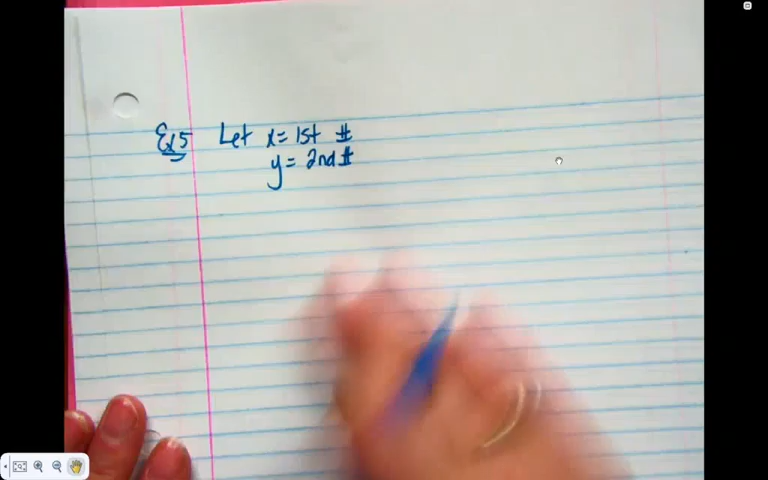 Ex5 Let x = 1st #
y = 2nd #